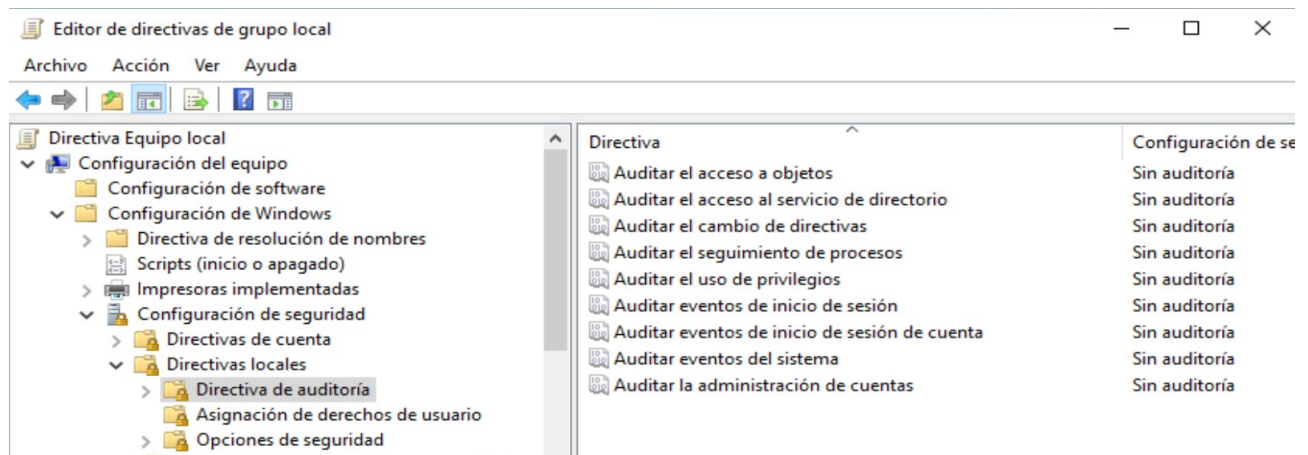 Editor de directivas de grupo local
Archivo Acción Ver Ayuda
Directiva Equipo local
Configuración del equipo
Configuración de software
Configuración de Windows
Directiva de resolución de nombres
Scripts (inicio o apagado)
Impresoras implementadas
Configuración de seguridad
Directivas de cuenta
Directivas locales
Directiva de auditoría
Asignación de derechos de usuario
Opciones de seguridad
Directiva Configuración de se
Auditar el acceso a objetos Sin auditoría
Auditar el acceso al servicio de directorio Sin auditoría
Auditar el cambio de directivas Sin auditoría
Auditar el seguimiento de procesos Sin auditoría
Auditar el uso de privilegios Sin auditoría
Auditar eventos de inicio de sesión Sin auditoría
Auditar eventos de inicio de sesión de cuenta Sin auditoría
Auditar eventos del sistema Sin auditoría
Auditar la administración de cuentas Sin auditoría